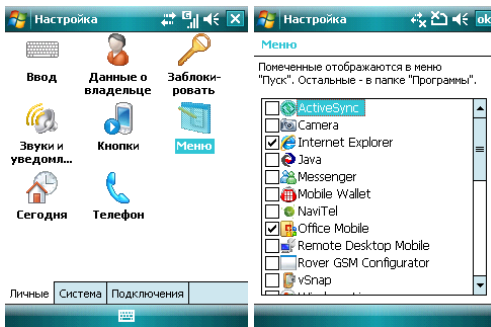 Настройка
Ввод
Данные о владельце
Заблоки-ровать
Звуки и уведомл...
Кнопки
Меню
Сегодня
Телефон
Личные Система Подключения
Настройка ok
Меню
Помеченные отображаются в меню
"Пуск". Остальные - в папке "Программы".
ActiveSync
Camera
Internet Explorer
Java
Messenger
Mobile Wallet
NaviTel
Office Mobile
Remote Desktop Mobile
Rover GSM Configurator
vSnap